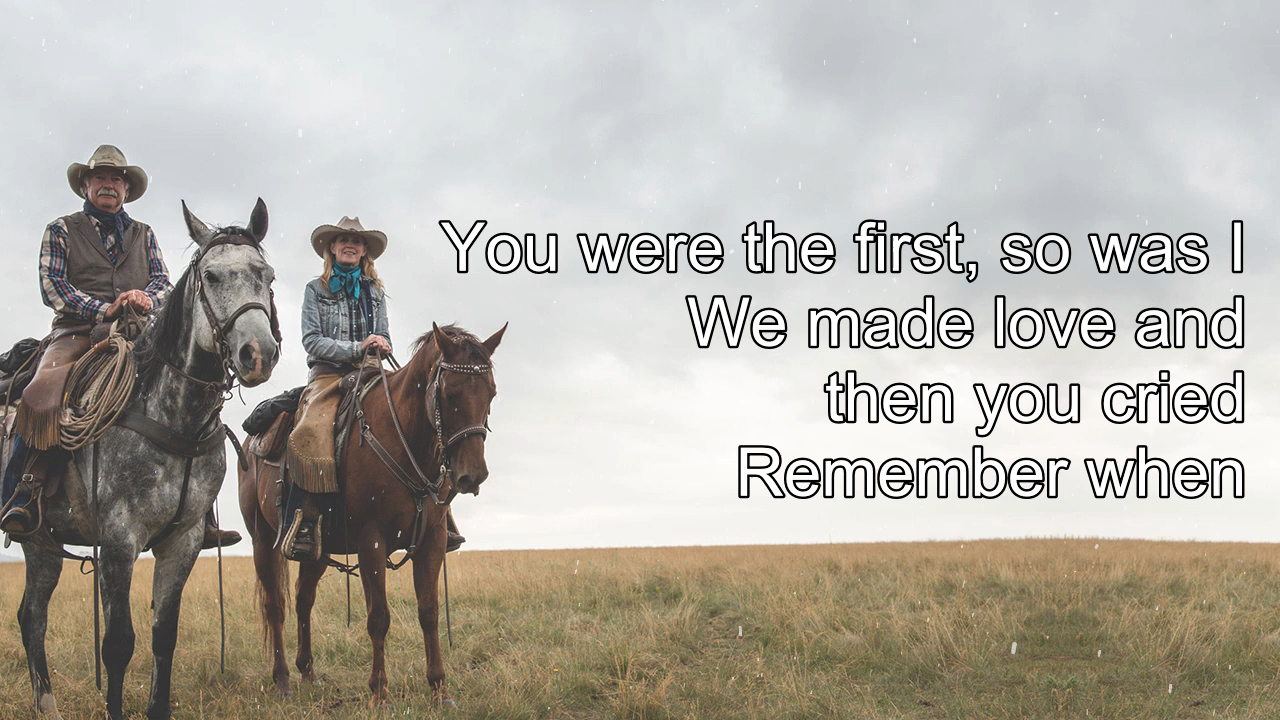 You were the first, so was I
We made love and
then you cried
Remember when